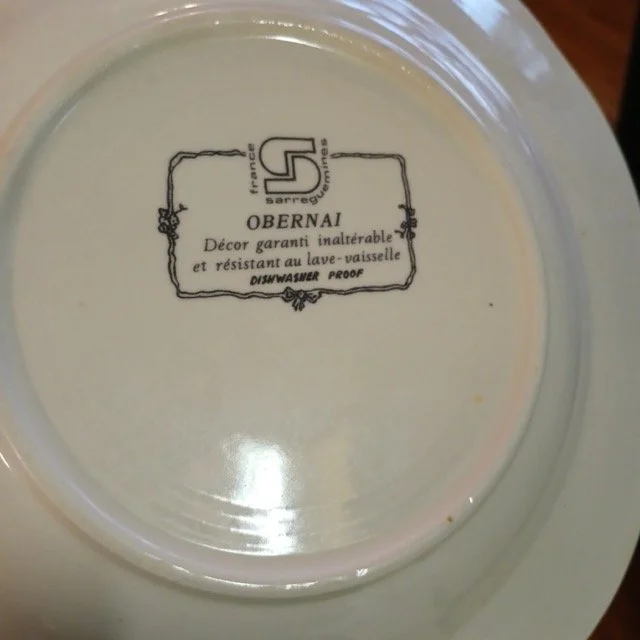 france
sarreguemines
OBERNAI
Décor garanti inaltérable
et résistant au lave-vaisselle
DISHWASHER PROOF